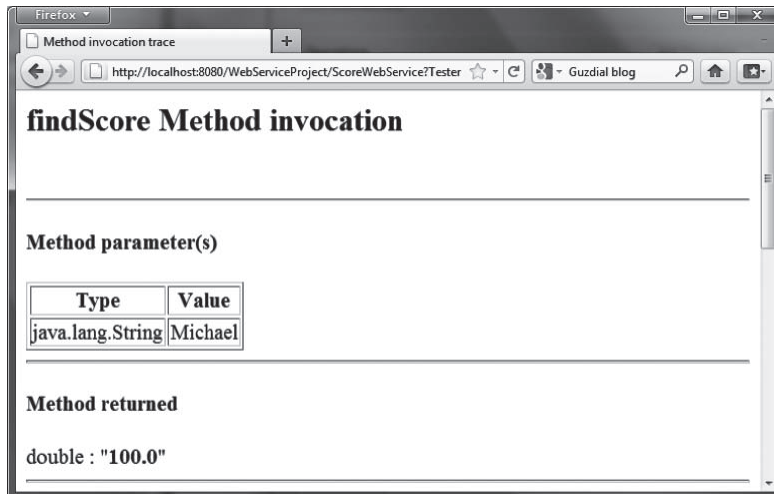 Firefox
Method invocation trace
http://localhost:8080/WebServiceProject/ScoreWebService?Tester
Guzdial blog
findScore Method invocation
Method parameter(s)
Type Value
java.lang.String Michael
Method returned
double : "100.0"